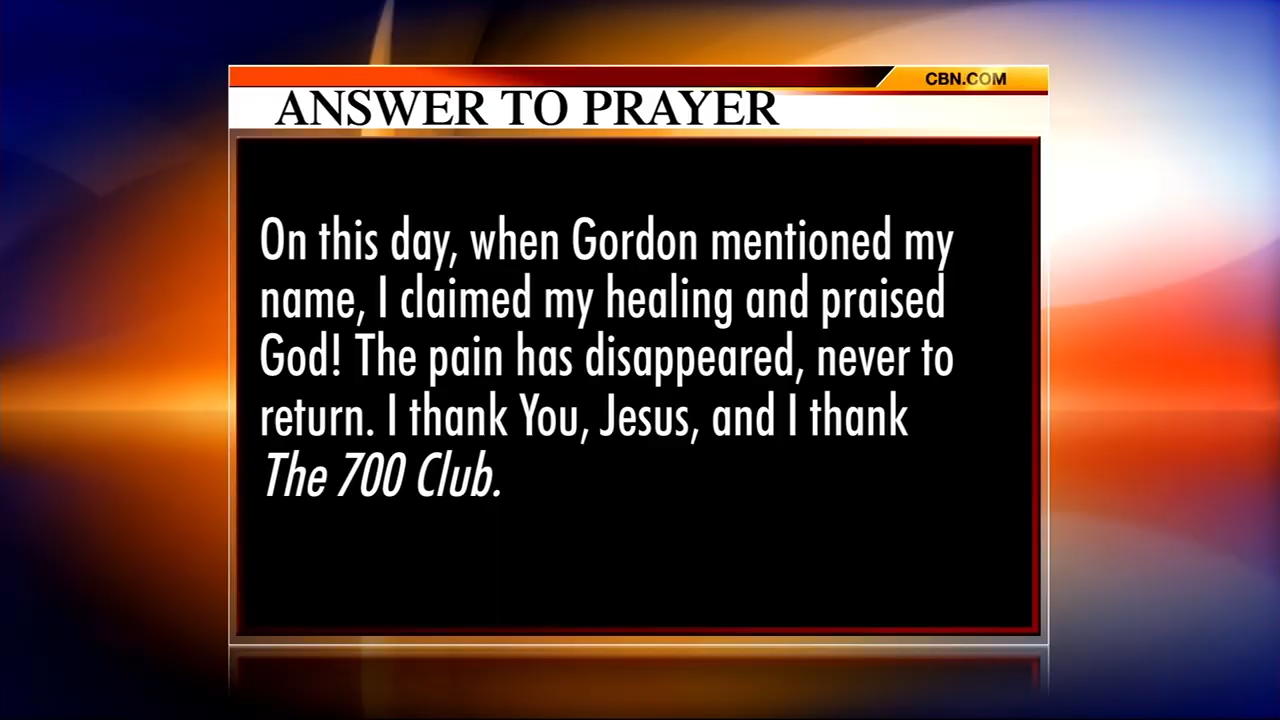 CBN.COM
ANSWER TO PRAYER
On this day, when Gordon mentioned my
name, I claimed my healing and praised
God! The pain has disappeared, never to
return. I thank You, Jesus, and I thank
The 700 Club.